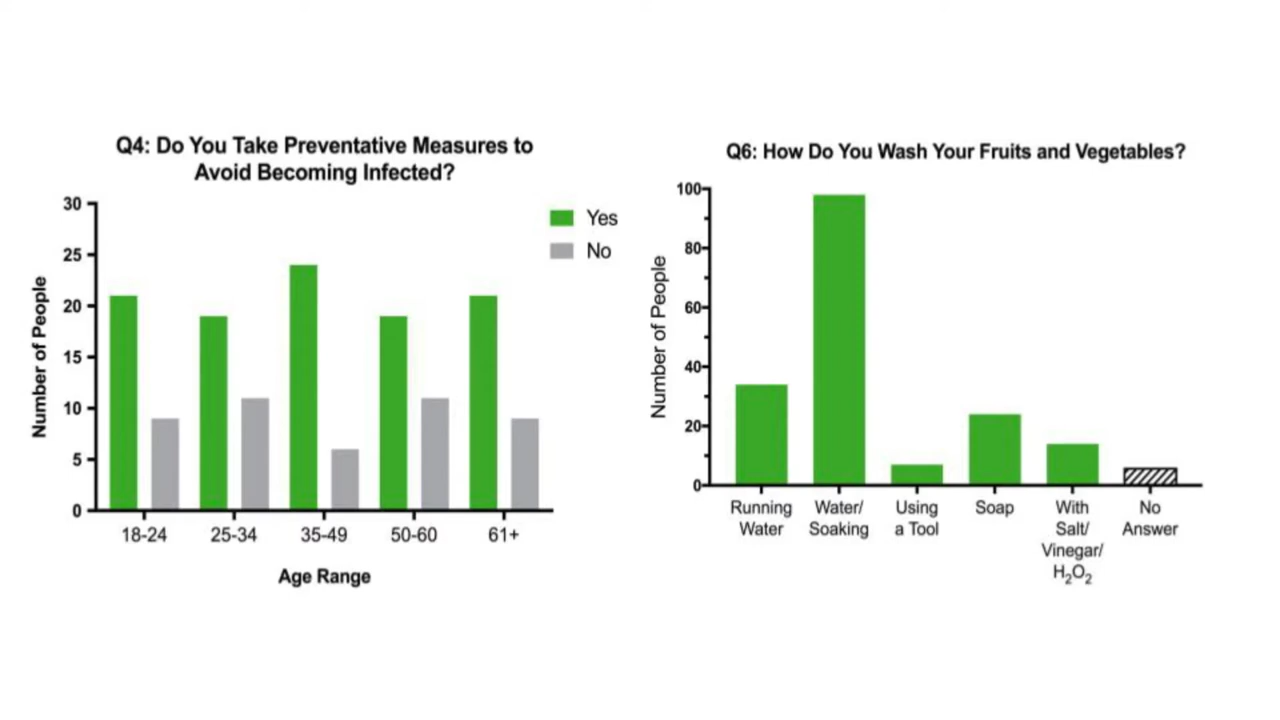 Q4: Do You Take Preventative Measures to
Avoid Becoming Infected?
Number of People
30
25
20
15
10
5
0
Yes
No
18-24
25-34
35-49
50-60
61+
Age Range
Q6: How Do You Wash Your Fruits and Vegetables?
Number of People
100
80
60
40
20
0
Running
Water
Water/
Soaking
Using
a Tool
Soap
With
Salt/
Vinegar/
H₂O₂
No
Answer